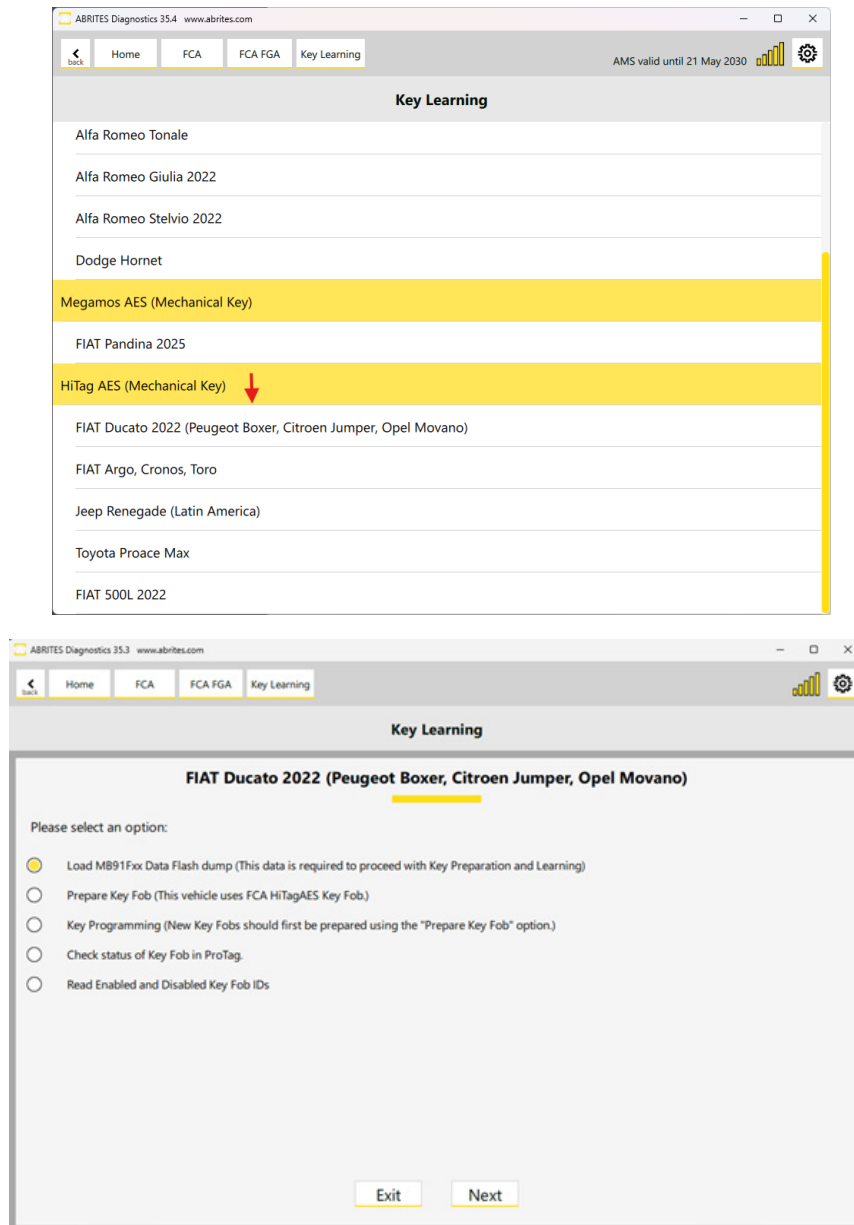 ABRITES Diagnostics 35.4 www.abrites.com
back Home FCA FCA FGA Key Learning
AMS valid until 21 May 2030
Key Learning
Alfa Romeo Tonale
Alfa Romeo Giulia 2022
Alfa Romeo Stelvio 2022
Dodge Hornet
Megamos AES (Mechanical Key)
FIAT Pandina 2025
HiTag AES (Mechanical Key)
FIAT Ducato 2022 (Peugeot Boxer, Citroen Jumper, Opel Movano)
FIAT Argo, Cronos, Toro
Jeep Renegade (Latin America)
Toyota Proace Max
FIAT 500L 2022
ABRITES Diagnostics 35.3 www.abrites.com
back Home FCA FCA FGA Key Learning
Key Learning
FIAT Ducato 2022 (Peugeot Boxer, Citroen Jumper, Opel Movano)
Please select an option:
Load MB91Fxx Data Flash dump (This data is required to proceed with Key Preparation and Learning)
Prepare Key Fob (This vehicle uses FCA HiTagAES Key Fob.)
Key Programming (New Key Fobs should first be prepared using the "Prepare Key Fob" option.)
Check status of Key Fob in ProTag.
Read Enabled and Disabled Key Fob IDs
Exit Next